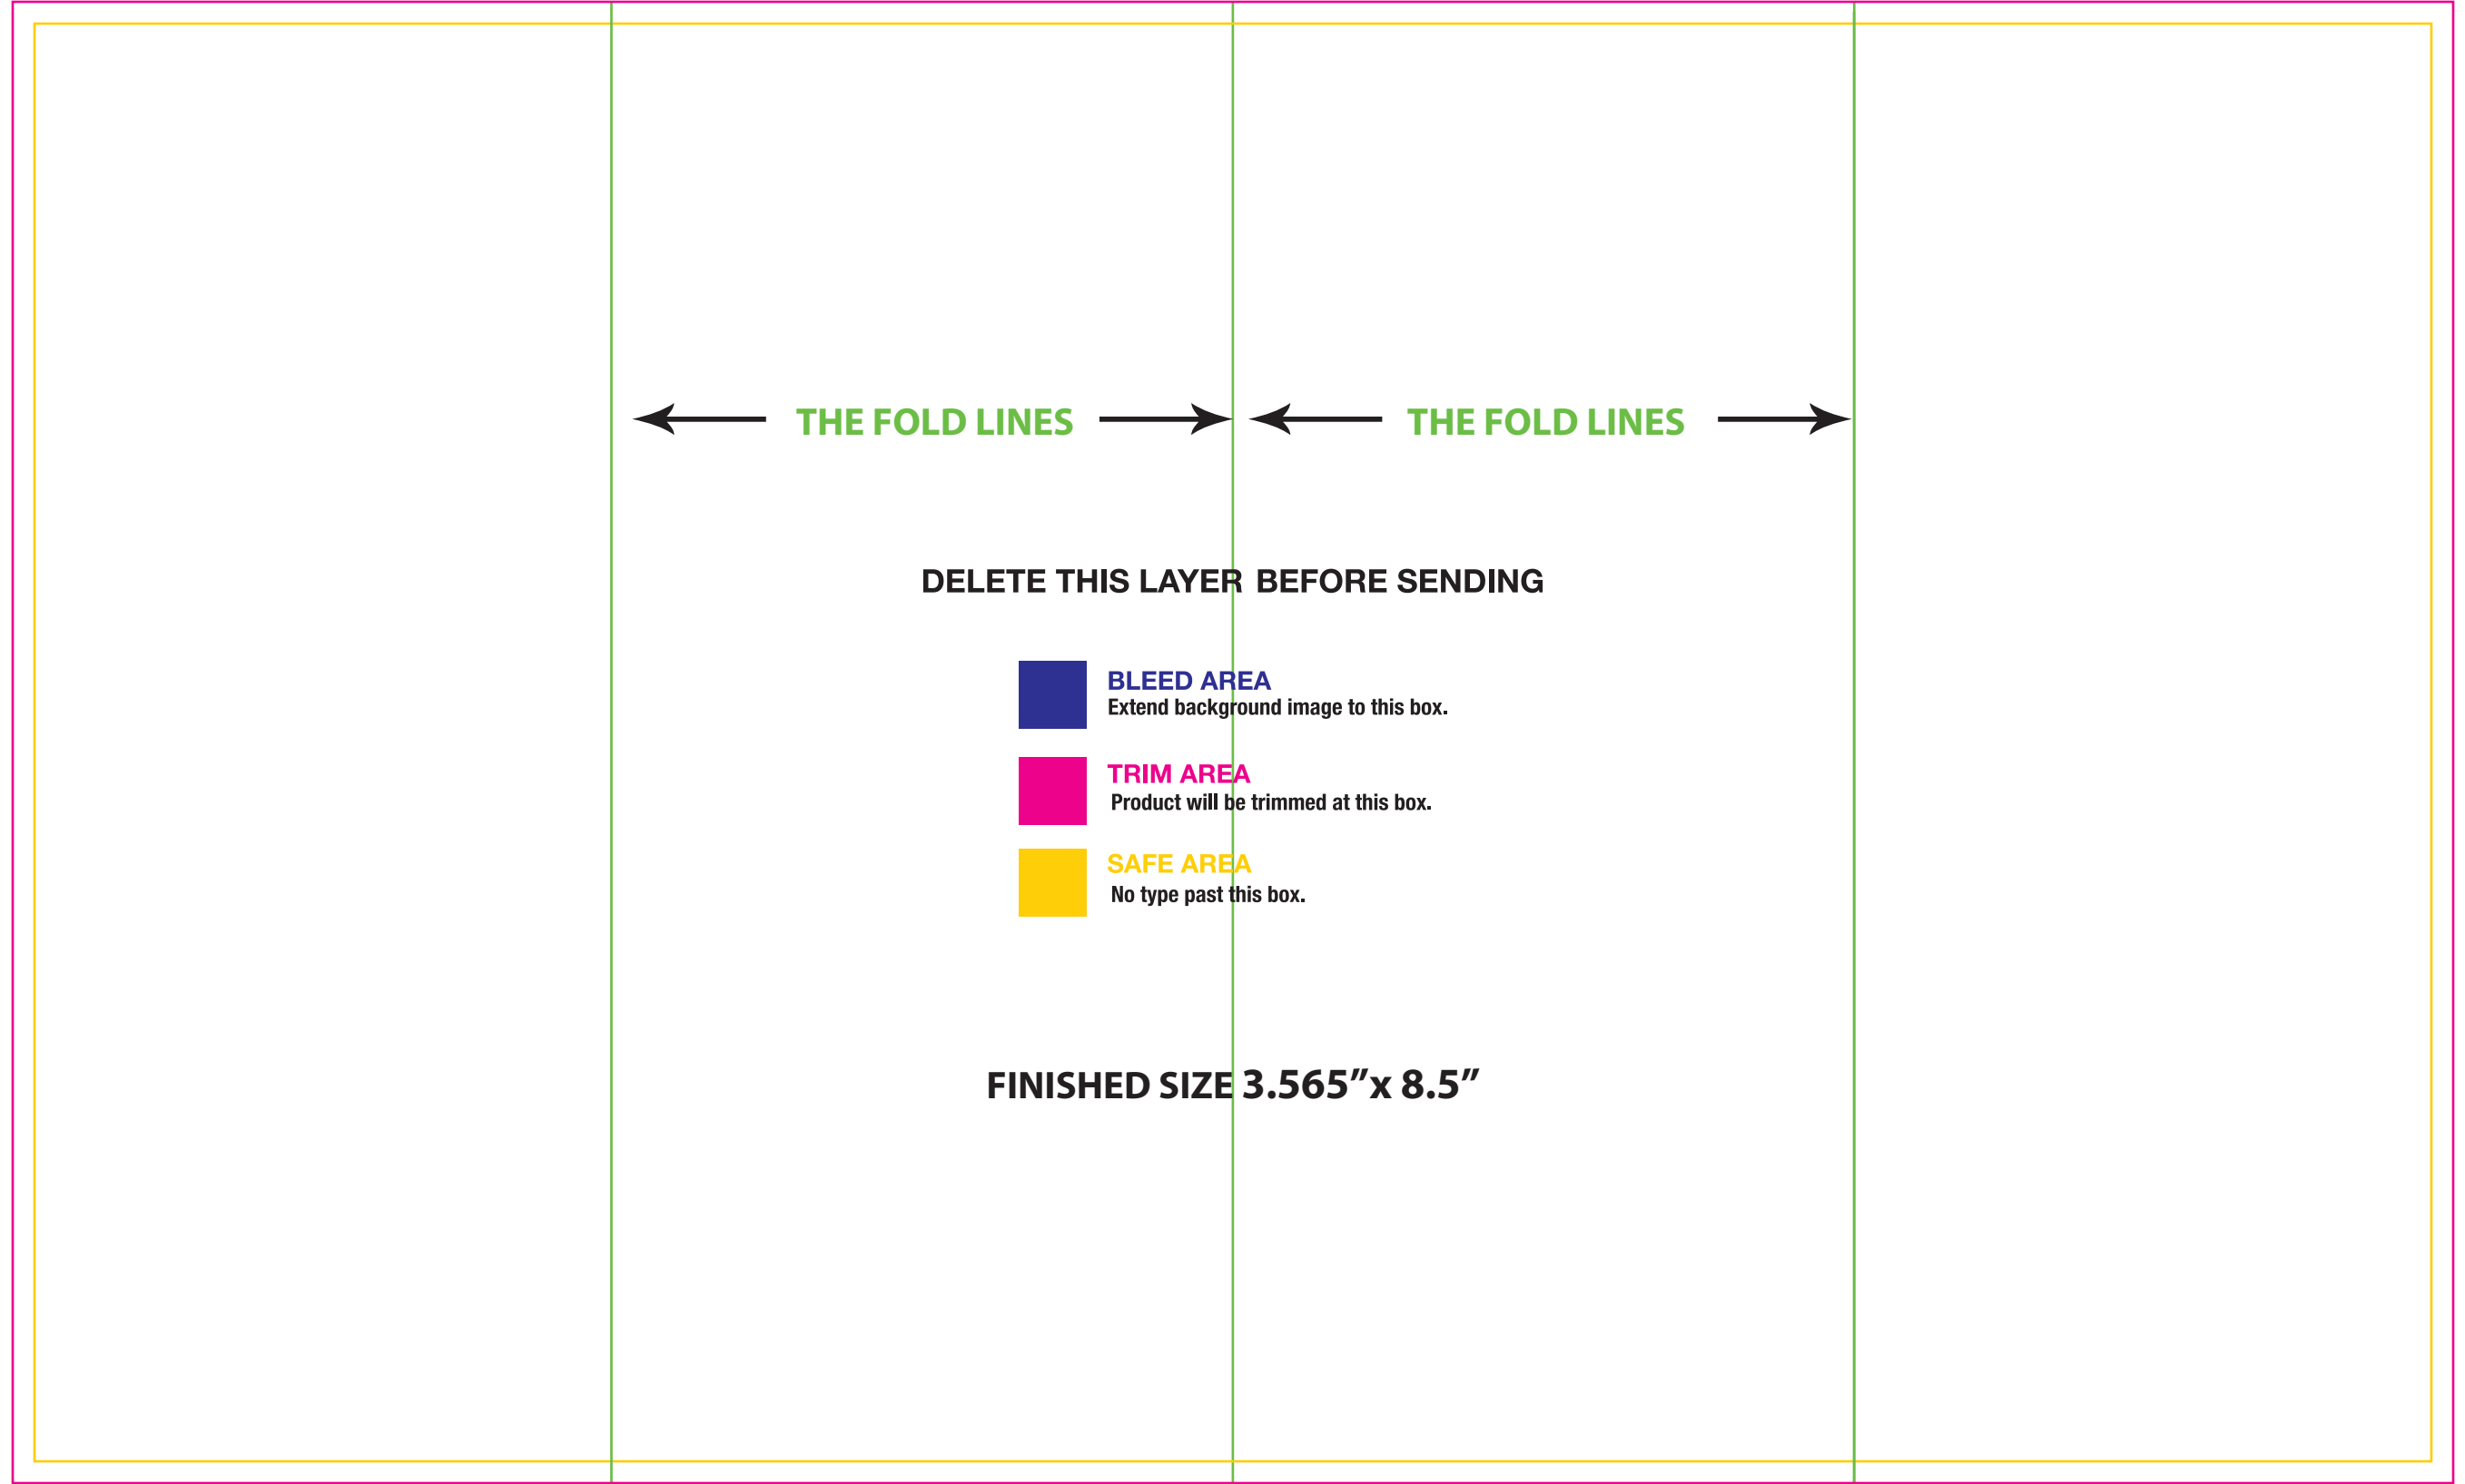 THE FOLD LINES THE FOLD LINES
DELETE THIS LAYER BEFORE SENDING
BLEED AREA
Extend background image to this box.
TRIM AREA
Product will be trimmed at this box.
SAFE AREA
No type past this box.
FINISHED SIZE 3.565”x 8.5”